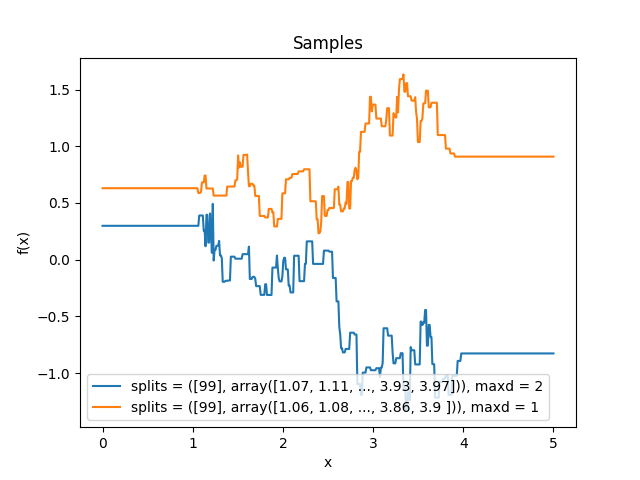 Samples
f(x)
1.5
1.0
0.5
0.0
−0.5
−1.0
splits = ([99], array([1.07, 1.11, ..., 3.93, 3.97])), maxd = 2
splits = ([99], array([1.06, 1.08, ..., 3.86, 3.9 ])), maxd = 1
0 1 2 3 4 5
x